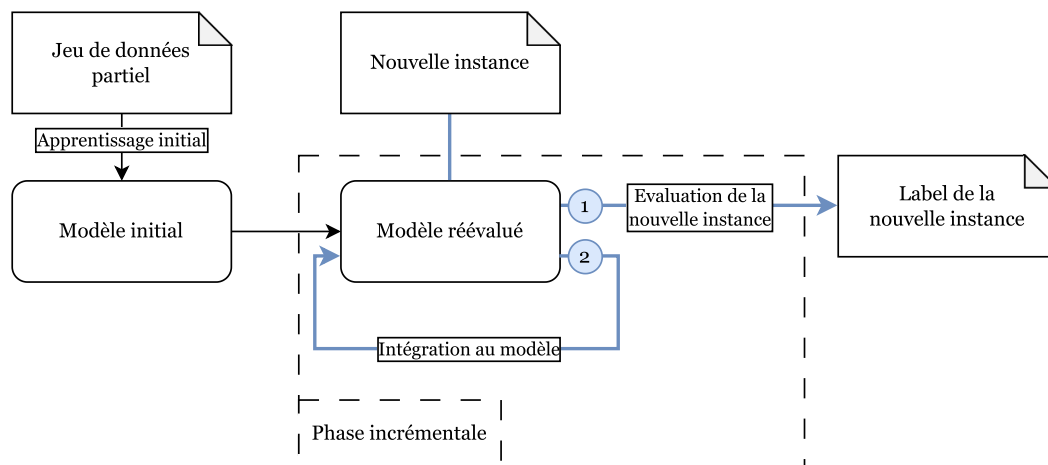 Jeu de données
partiel
Nouvelle instance
Apprentissage initial
Modèle initial
Modèle réévalué
1
Evaluation de la
nouvelle instance
Label de la
nouvelle instance
2
Intégration au modèle
Phase incrémentale